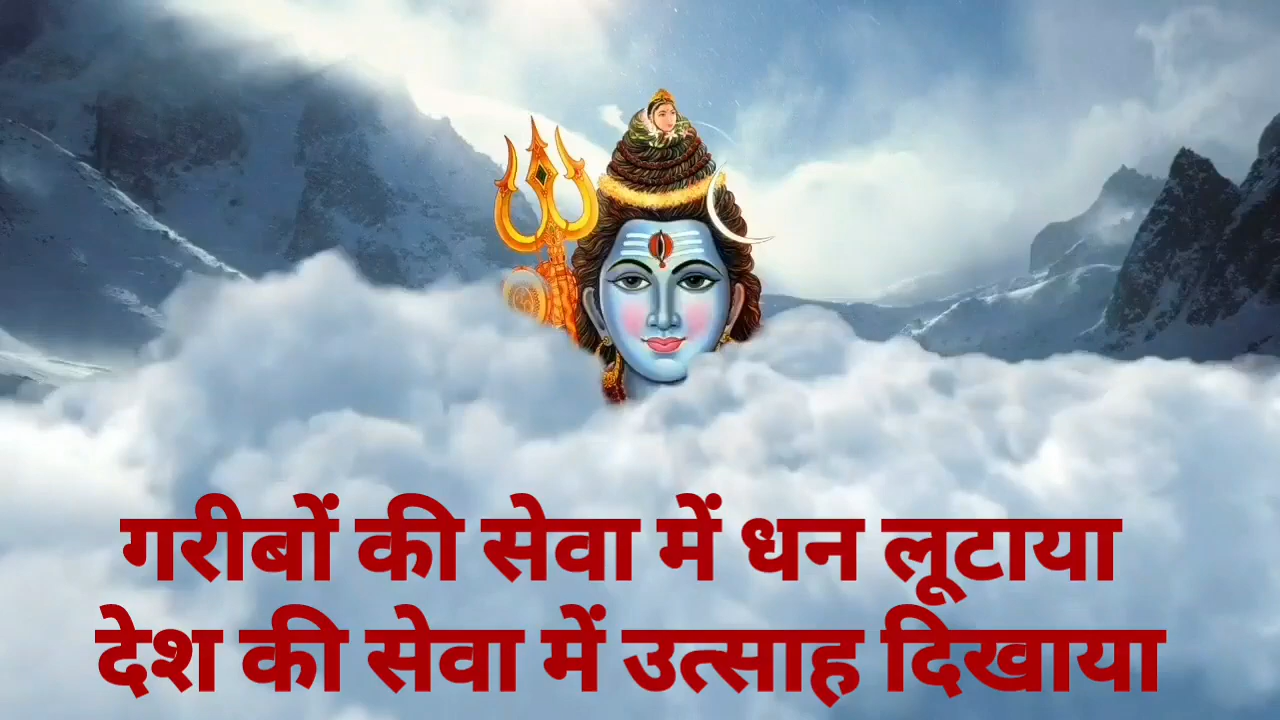 गरीबों की सेवा में धन लूटाया
देश की सेवा में उत्साह दिखाया